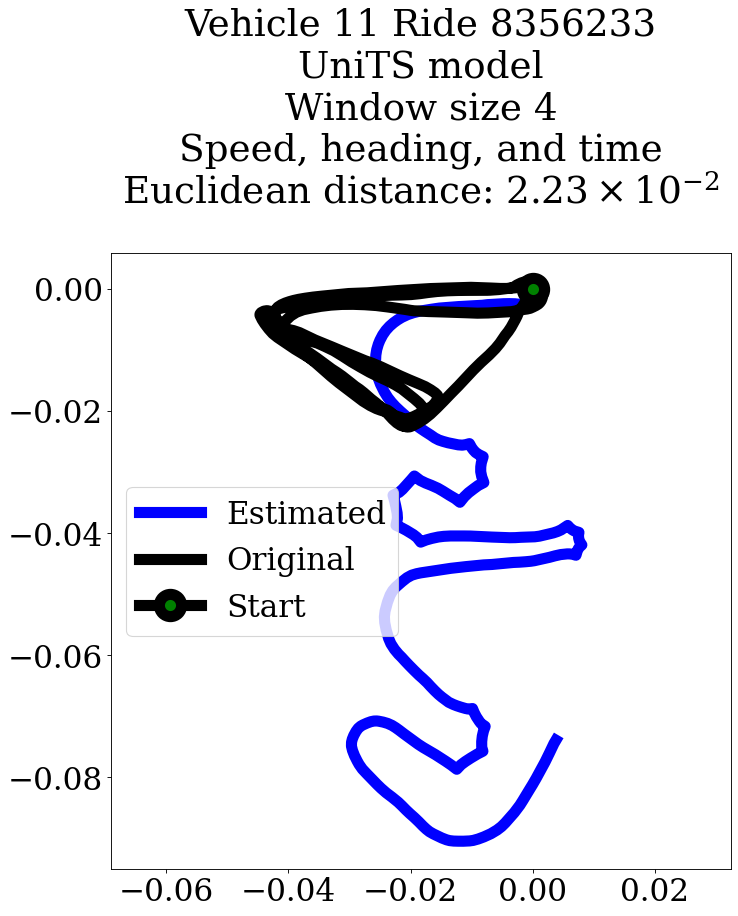 Vehicle 11 Ride 8356233
UniTS model
Window size 4
Speed, heading, and time
Euclidean distance: 2.23 × 10⁻²
0.00
−0.02
−0.04
−0.06
−0.08
Estimated
Original
Start
−0.06 −0.04 −0.02 0.00 0.02